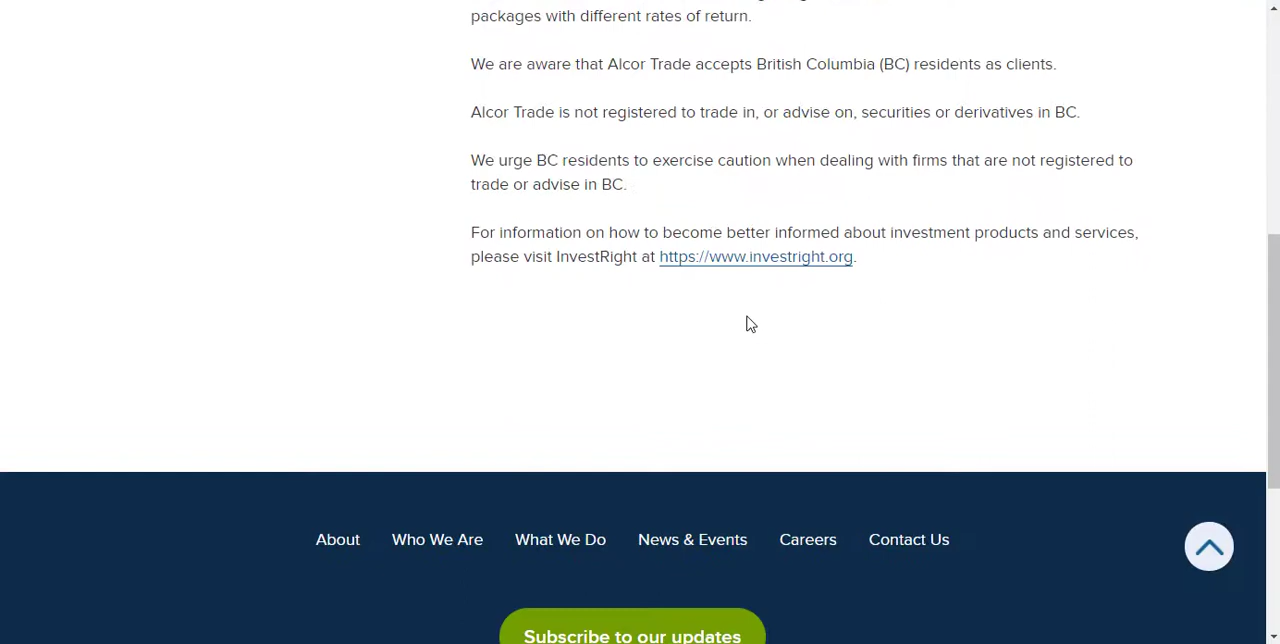 packages with different rates of return.
We are aware that Alcor Trade accepts British Columbia (BC) residents as clients.
Alcor Trade is not registered to trade in, or advise on, securities or derivatives in BC.
We urge BC residents to exercise caution when dealing with firms that are not registered to
trade or advise in BC.
For information on how to become better informed about investment products and services,
please visit InvestRight at https://www.investright.org.
About Who We Are What We Do News & Events Careers Contact Us
Subscribe to our updates